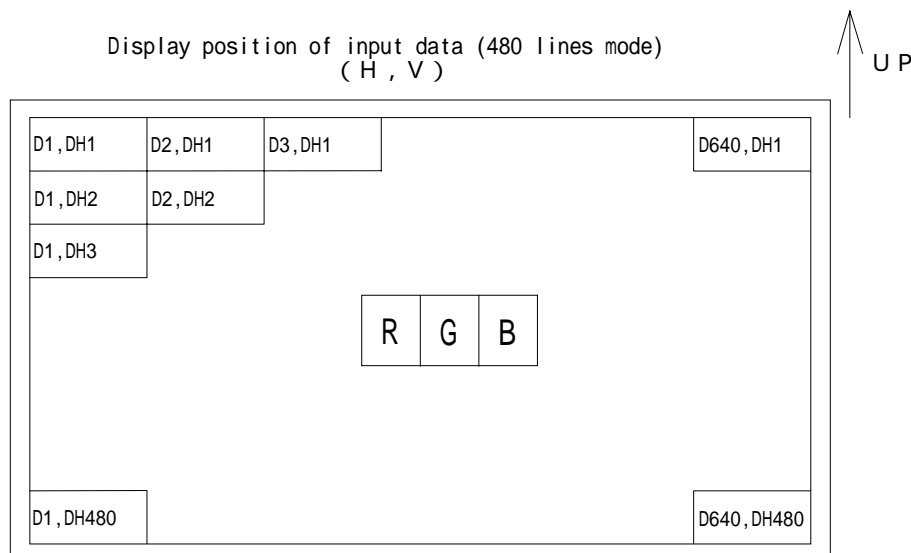 Display position of input data (480 lines mode)
(H, V)
UP
D1,DH1 D2,DH1 D3,DH1 D640,DH1
D1,DH2 D2,DH2
D1,DH3
R G B
D1,DH480 D640,DH480